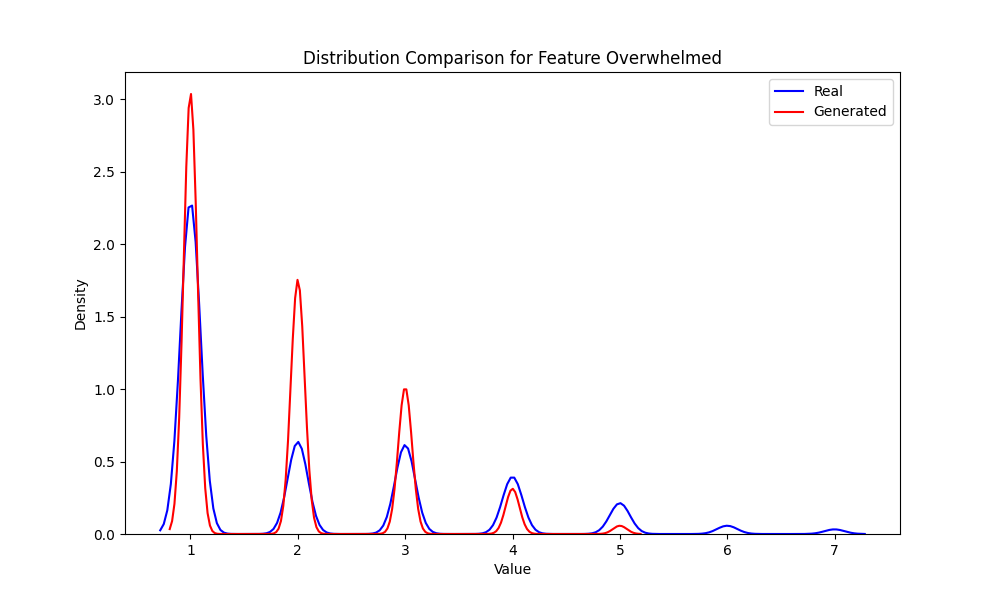 Distribution Comparison for Feature Overwhelmed
Real
Generated
Density
3.0
2.5
2.0
1.5
1.0
0.5
0.0
1 2 3 4 5 6 7
Value